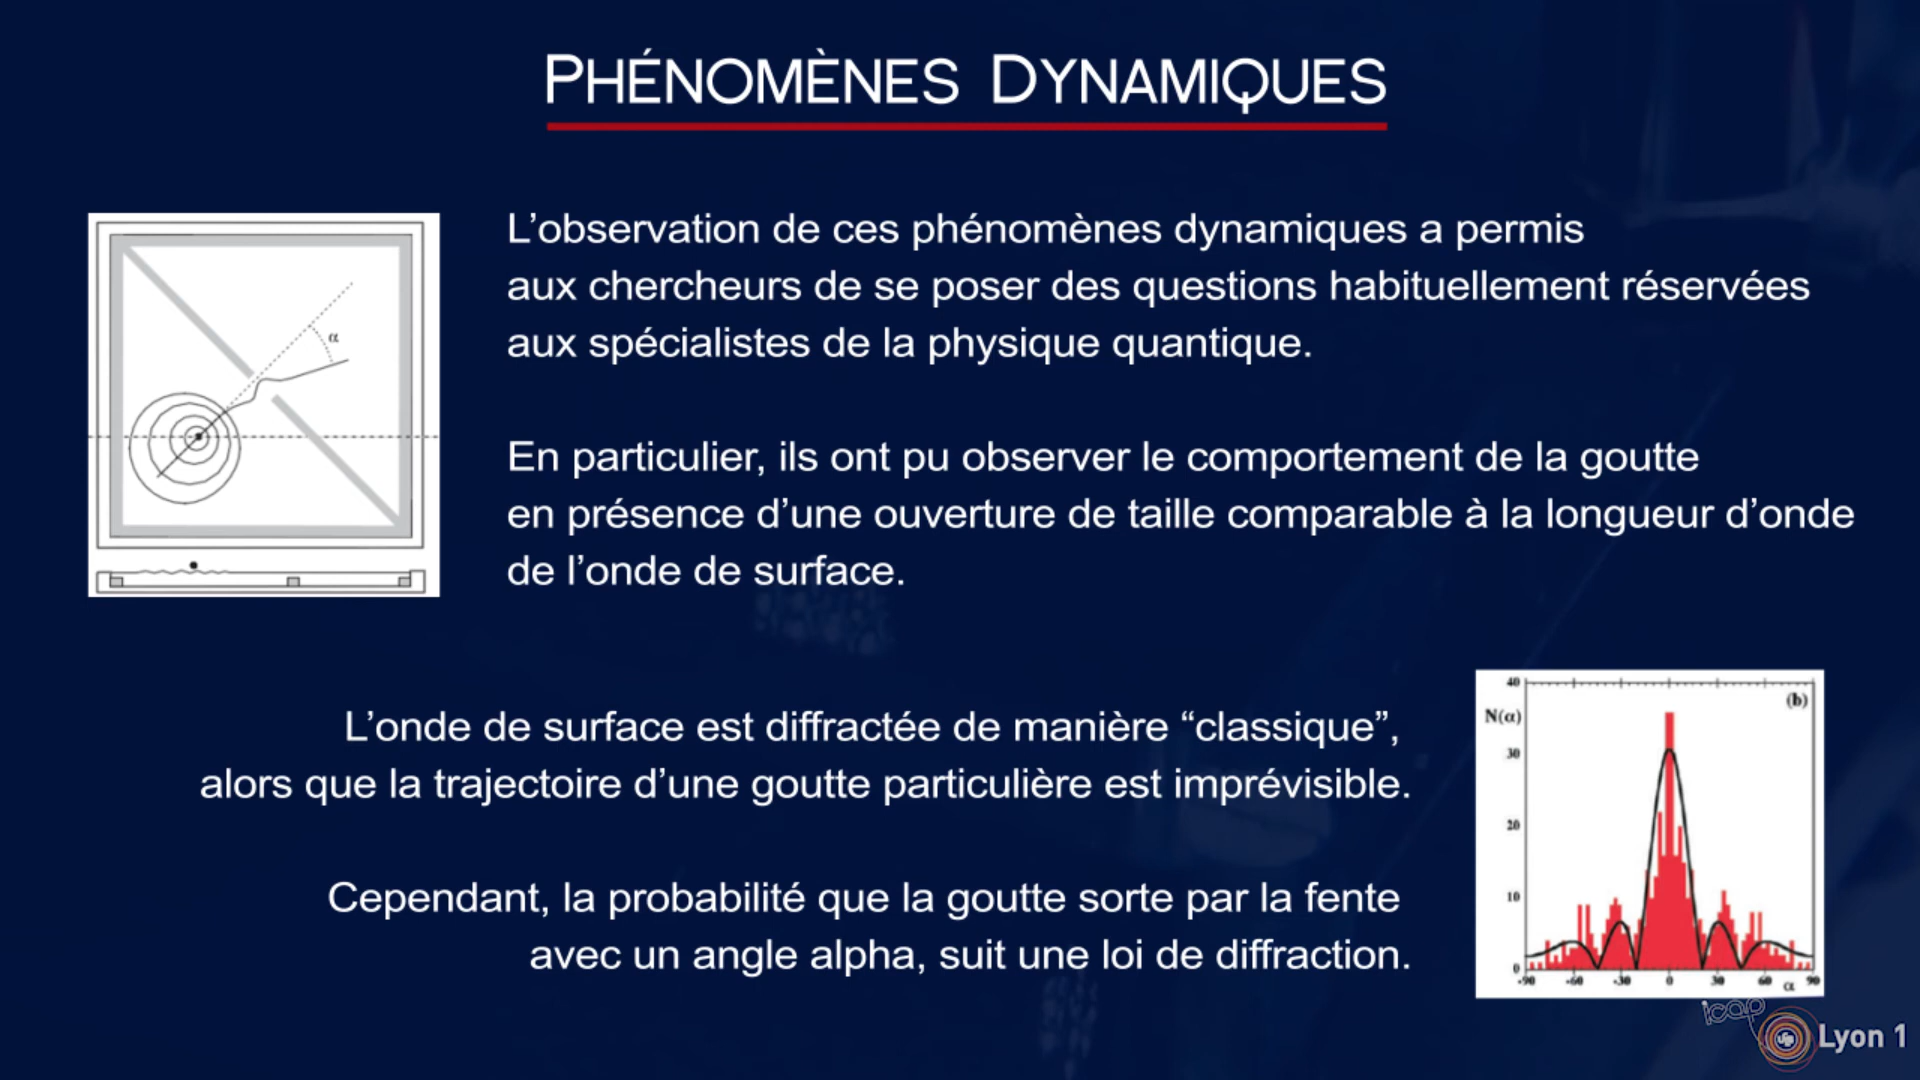 PHÉNOMÈNES DYNAMIQUES
L’observation de ces phénomènes dynamiques a permis
aux chercheurs de se poser des questions habituellement réservées
aux spécialistes de la physique quantique.
α
En particulier, ils ont pu observer le comportement de la goutte
en présence d’une ouverture de taille comparable à la longueur d’onde
de l’onde de surface.
L’onde de surface est diffractée de manière “classique”,
alors que la trajectoire d’une goutte particulière est imprévisible.
Cependant, la probabilité que la goutte sorte par la fente
avec un angle alpha, suit une loi de diffraction.
40
(b)
N(α)
30
20
10
0
-90 -60 -30 0 30 60 α 90
icap
Lyon 1